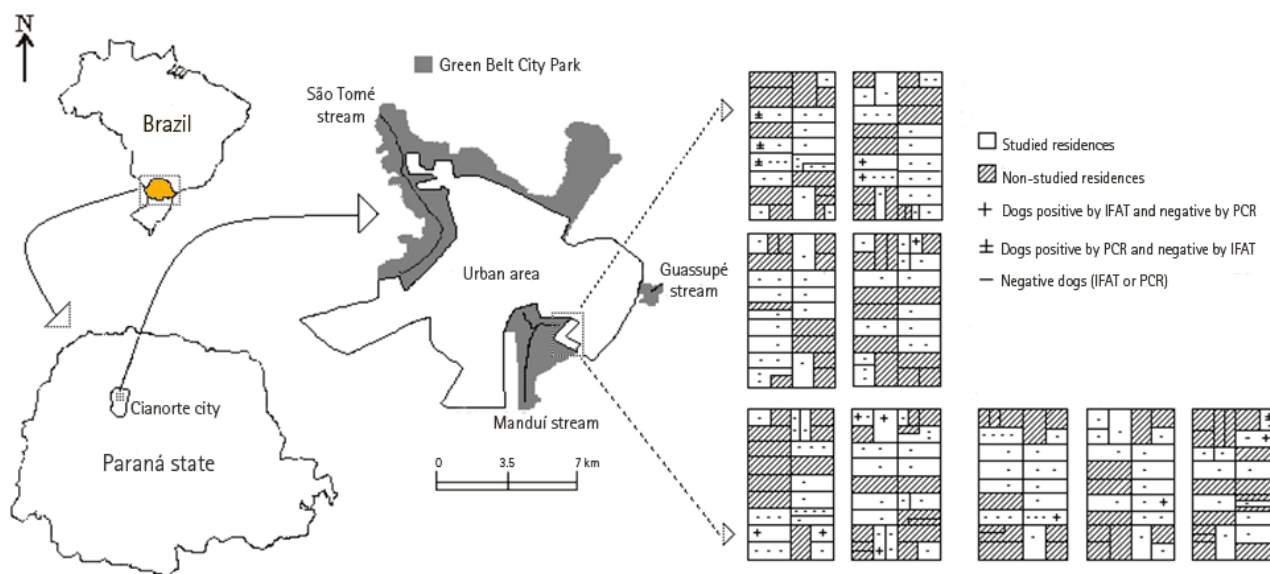 N
Brazil
Cianorte city
Paraná state
Green Belt City Park
São Tomé
stream
Urban area
Guassupé
stream
Manduí stream
0 3.5 7 km
Studied residences
Non-studied residences
+ Dogs positive by IFAT and negative by PCR
± Dogs positive by PCR and negative by IFAT
– Negative dogs (IFAT or PCR)